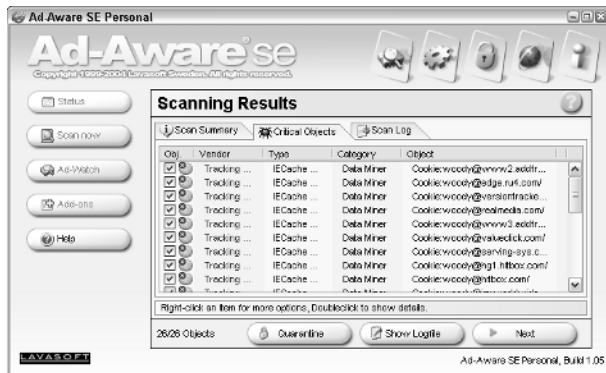 Ad-Aware SE Personal
Ad-Aware SE
Copyright 1999-2004 Lavasoft Sweden. All rights reserved.
Status
Scan now
Ad-Watch
Add-ons
Help
Scanning Results
Scan Summary
Critical Objects
Scan Log
Obj. Vendor Type Category Object
Tracking ... IECache ... Data Miner Cookie:woody@www2.addfr...
Tracking ... IECache ... Data Miner Cookie:woody@edge.ru4.com/
Tracking ... IECache ... Data Miner Cookie:woody@versiontracke...
Tracking ... IECache ... Data Miner Cookie:woody@realmedia.com/
Tracking ... IECache ... Data Miner Cookie:woody@www3.addfr...
Tracking ... IECache ... Data Miner Cookie:woody@valueclick.com/
Tracking ... IECache ... Data Miner Cookie:woody@serving-sys.c...
Tracking ... IECache ... Data Miner Cookie:woody@ng1.hitbox.com/
Tracking ... IECache ... Data Miner Cookie:woody@hitbox.com/
Right-click an item for more options, Doubleclick to show details.
26/26 Objects
Quarantine
Show Logfile
Next
LAVASOFT
Ad-Aware SE Personal, Build 1.05